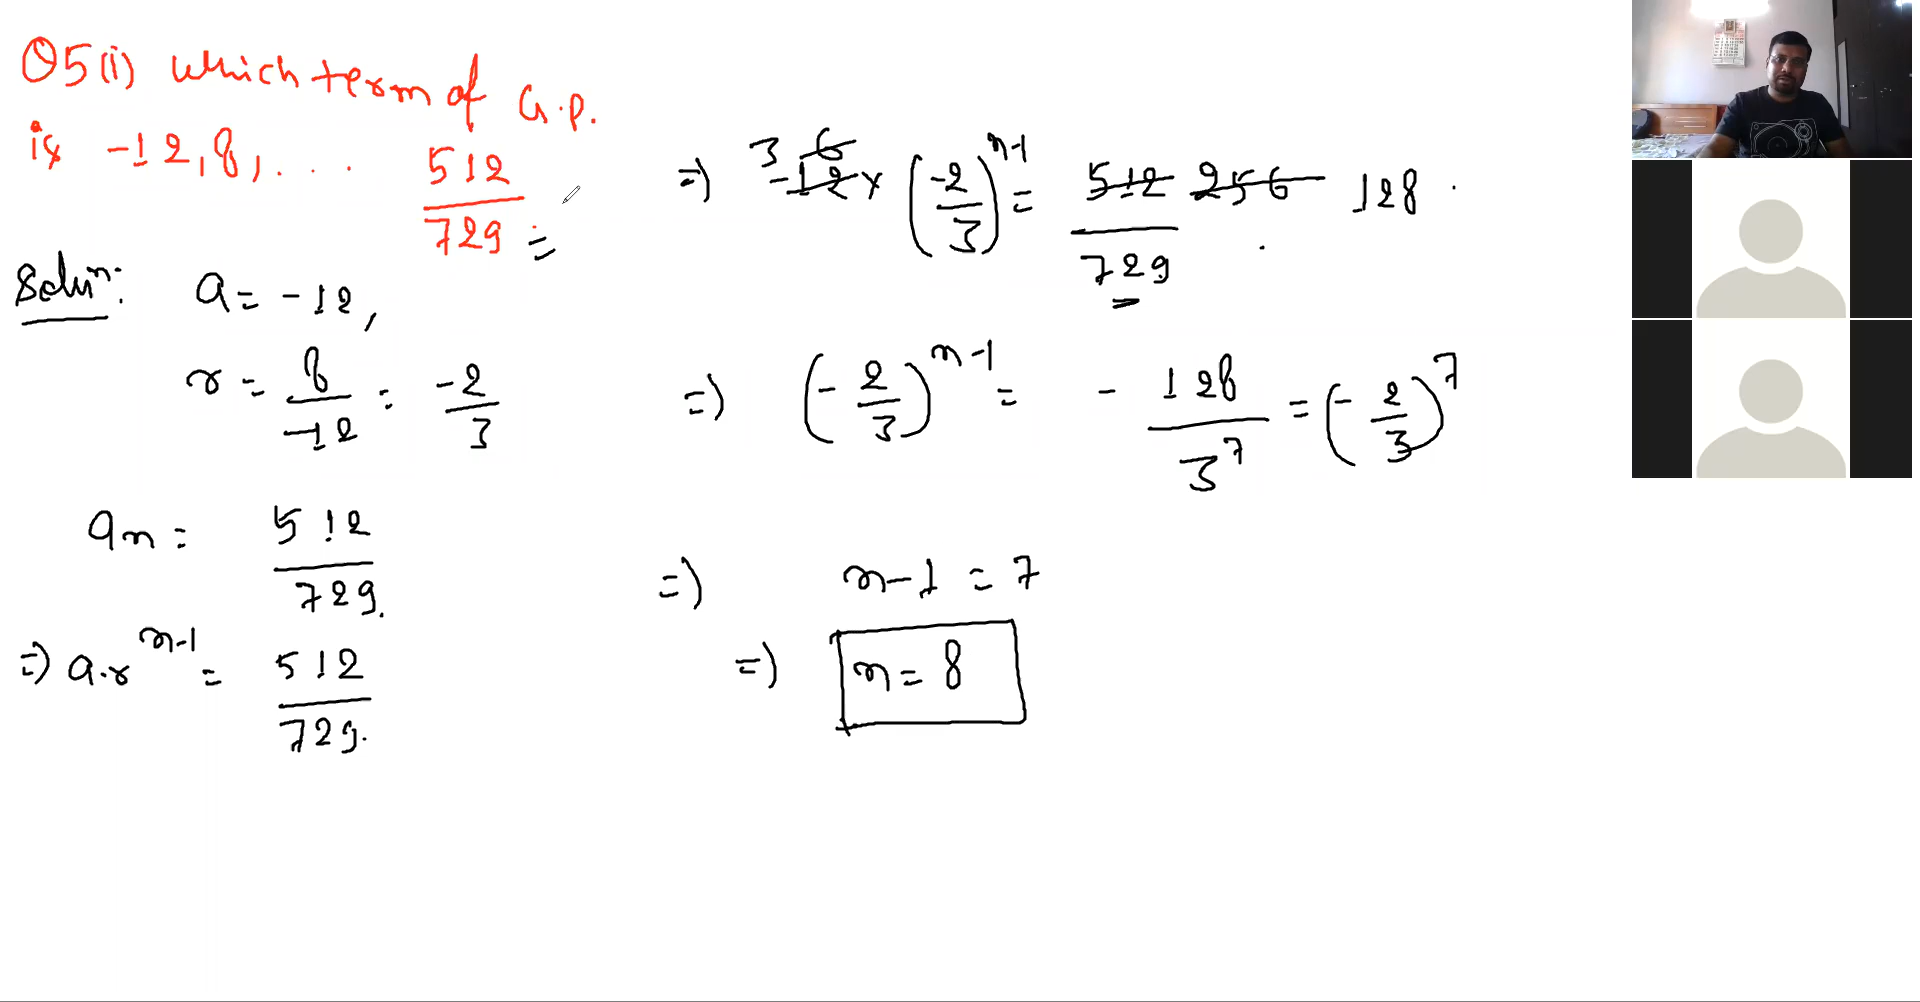 Q5(i) which term of G.P.
is -12, 8, ... 512/729 =
Soluⁿ: a = -12,
r = 8/-12 = -2/3
an = 512/729.
=) a.r^(n-1) = 512/729.
=) 3 6 -12 x (-2/3)^(n-1) = 512 256 128 / 729
=) (-2/3)^(n-1) = -128/3^7 = (-2/3)^7
=) n-1 = 7
=) n = 8